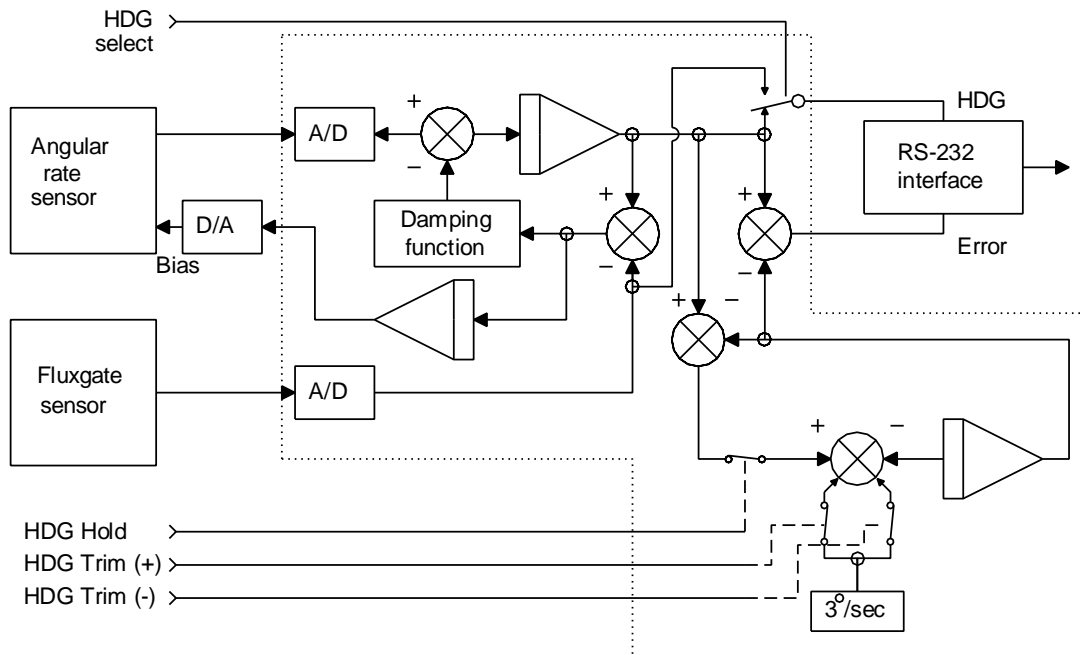 HDG
select
Angular
rate
sensor
A/D
+
−
D/A
Bias
Damping
function
+
−
+
−
HDG
RS-232
interface
Error
+
−
Fluxgate
sensor
A/D
+
−
HDG Hold
HDG Trim (+)
HDG Trim (-)
3°/sec